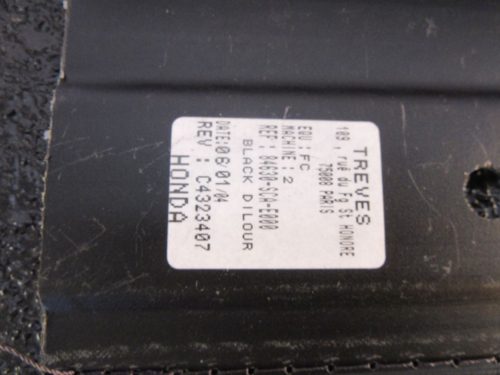 TREVES
109 , rue du Fg St HONORE
75008 PARIS
EQU : FC
MACHINE : 2
REF : 84630-SCA-E000
BLACK DILOUR
DATE:06/01/04
REV : C4323407
HONDA